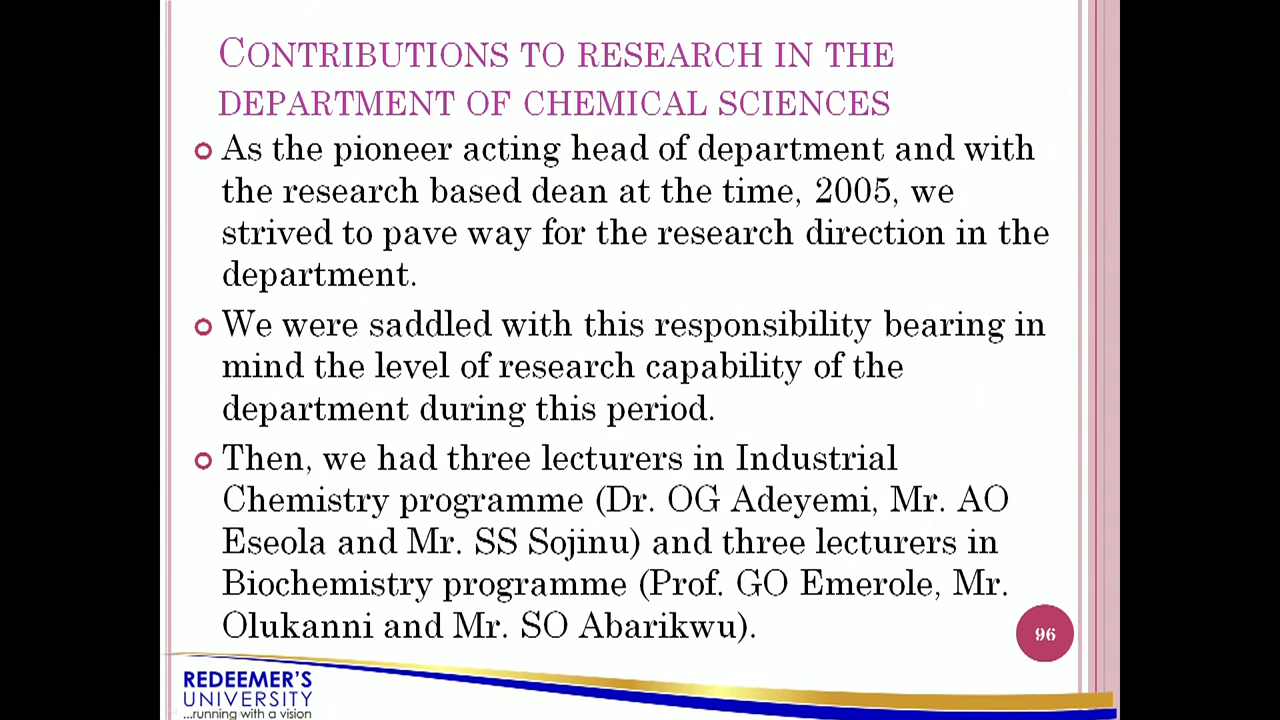 CONTRIBUTIONS TO RESEARCH IN THE
DEPARTMENT OF CHEMICAL SCIENCES
As the pioneer acting head of department and with
the research based dean at the time, 2005, we
strived to pave way for the research direction in the
department.
We were saddled with this responsibility bearing in
mind the level of research capability of the
department during this period.
Then, we had three lecturers in Industrial
Chemistry programme (Dr. OG Adeyemi, Mr. AO
Eseola and Mr. SS Sojinu) and three lecturers in
Biochemistry programme (Prof. GO Emerole, Mr.
Olukanni and Mr. SO Abarikwu).
96
REDEEMER'S
UNIVERSITY
...running with a vision